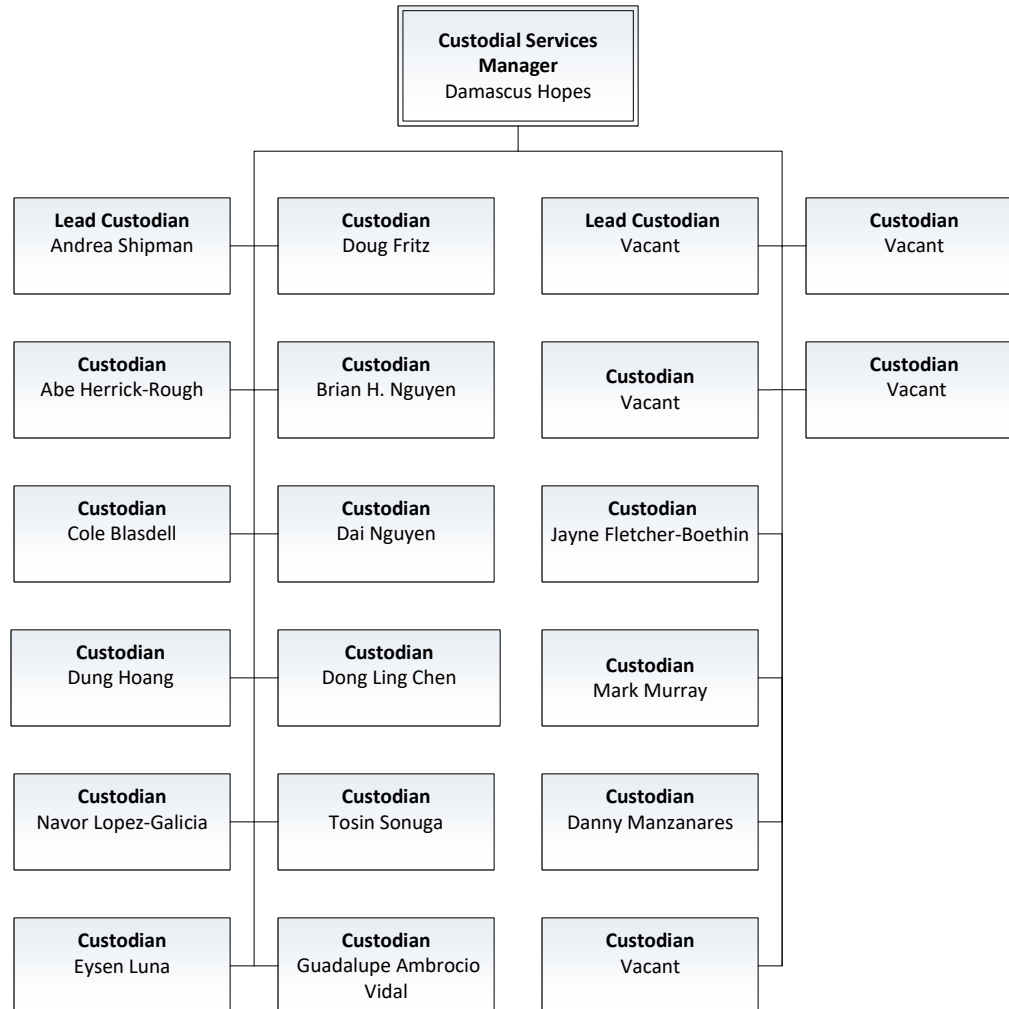 Custodial Services
Manager
Damascus Hopes
Lead Custodian
Andrea Shipman
Custodian
Doug Fritz
Lead Custodian
Vacant
Custodian
Vacant
Custodian
Abe Herrick-Rough
Custodian
Brian H. Nguyen
Custodian
Vacant
Custodian
Vacant
Custodian
Cole Blasdell
Custodian
Dai Nguyen
Custodian
Jayne Fletcher-Boethin
Custodian
Dung Hoang
Custodian
Dong Ling Chen
Custodian
Mark Murray
Custodian
Navor Lopez-Galicia
Custodian
Tosin Sonuga
Custodian
Danny Manzanares
Custodian
Eysen Luna
Custodian
Guadalupe Ambrocio
Vidal
Custodian
Vacant